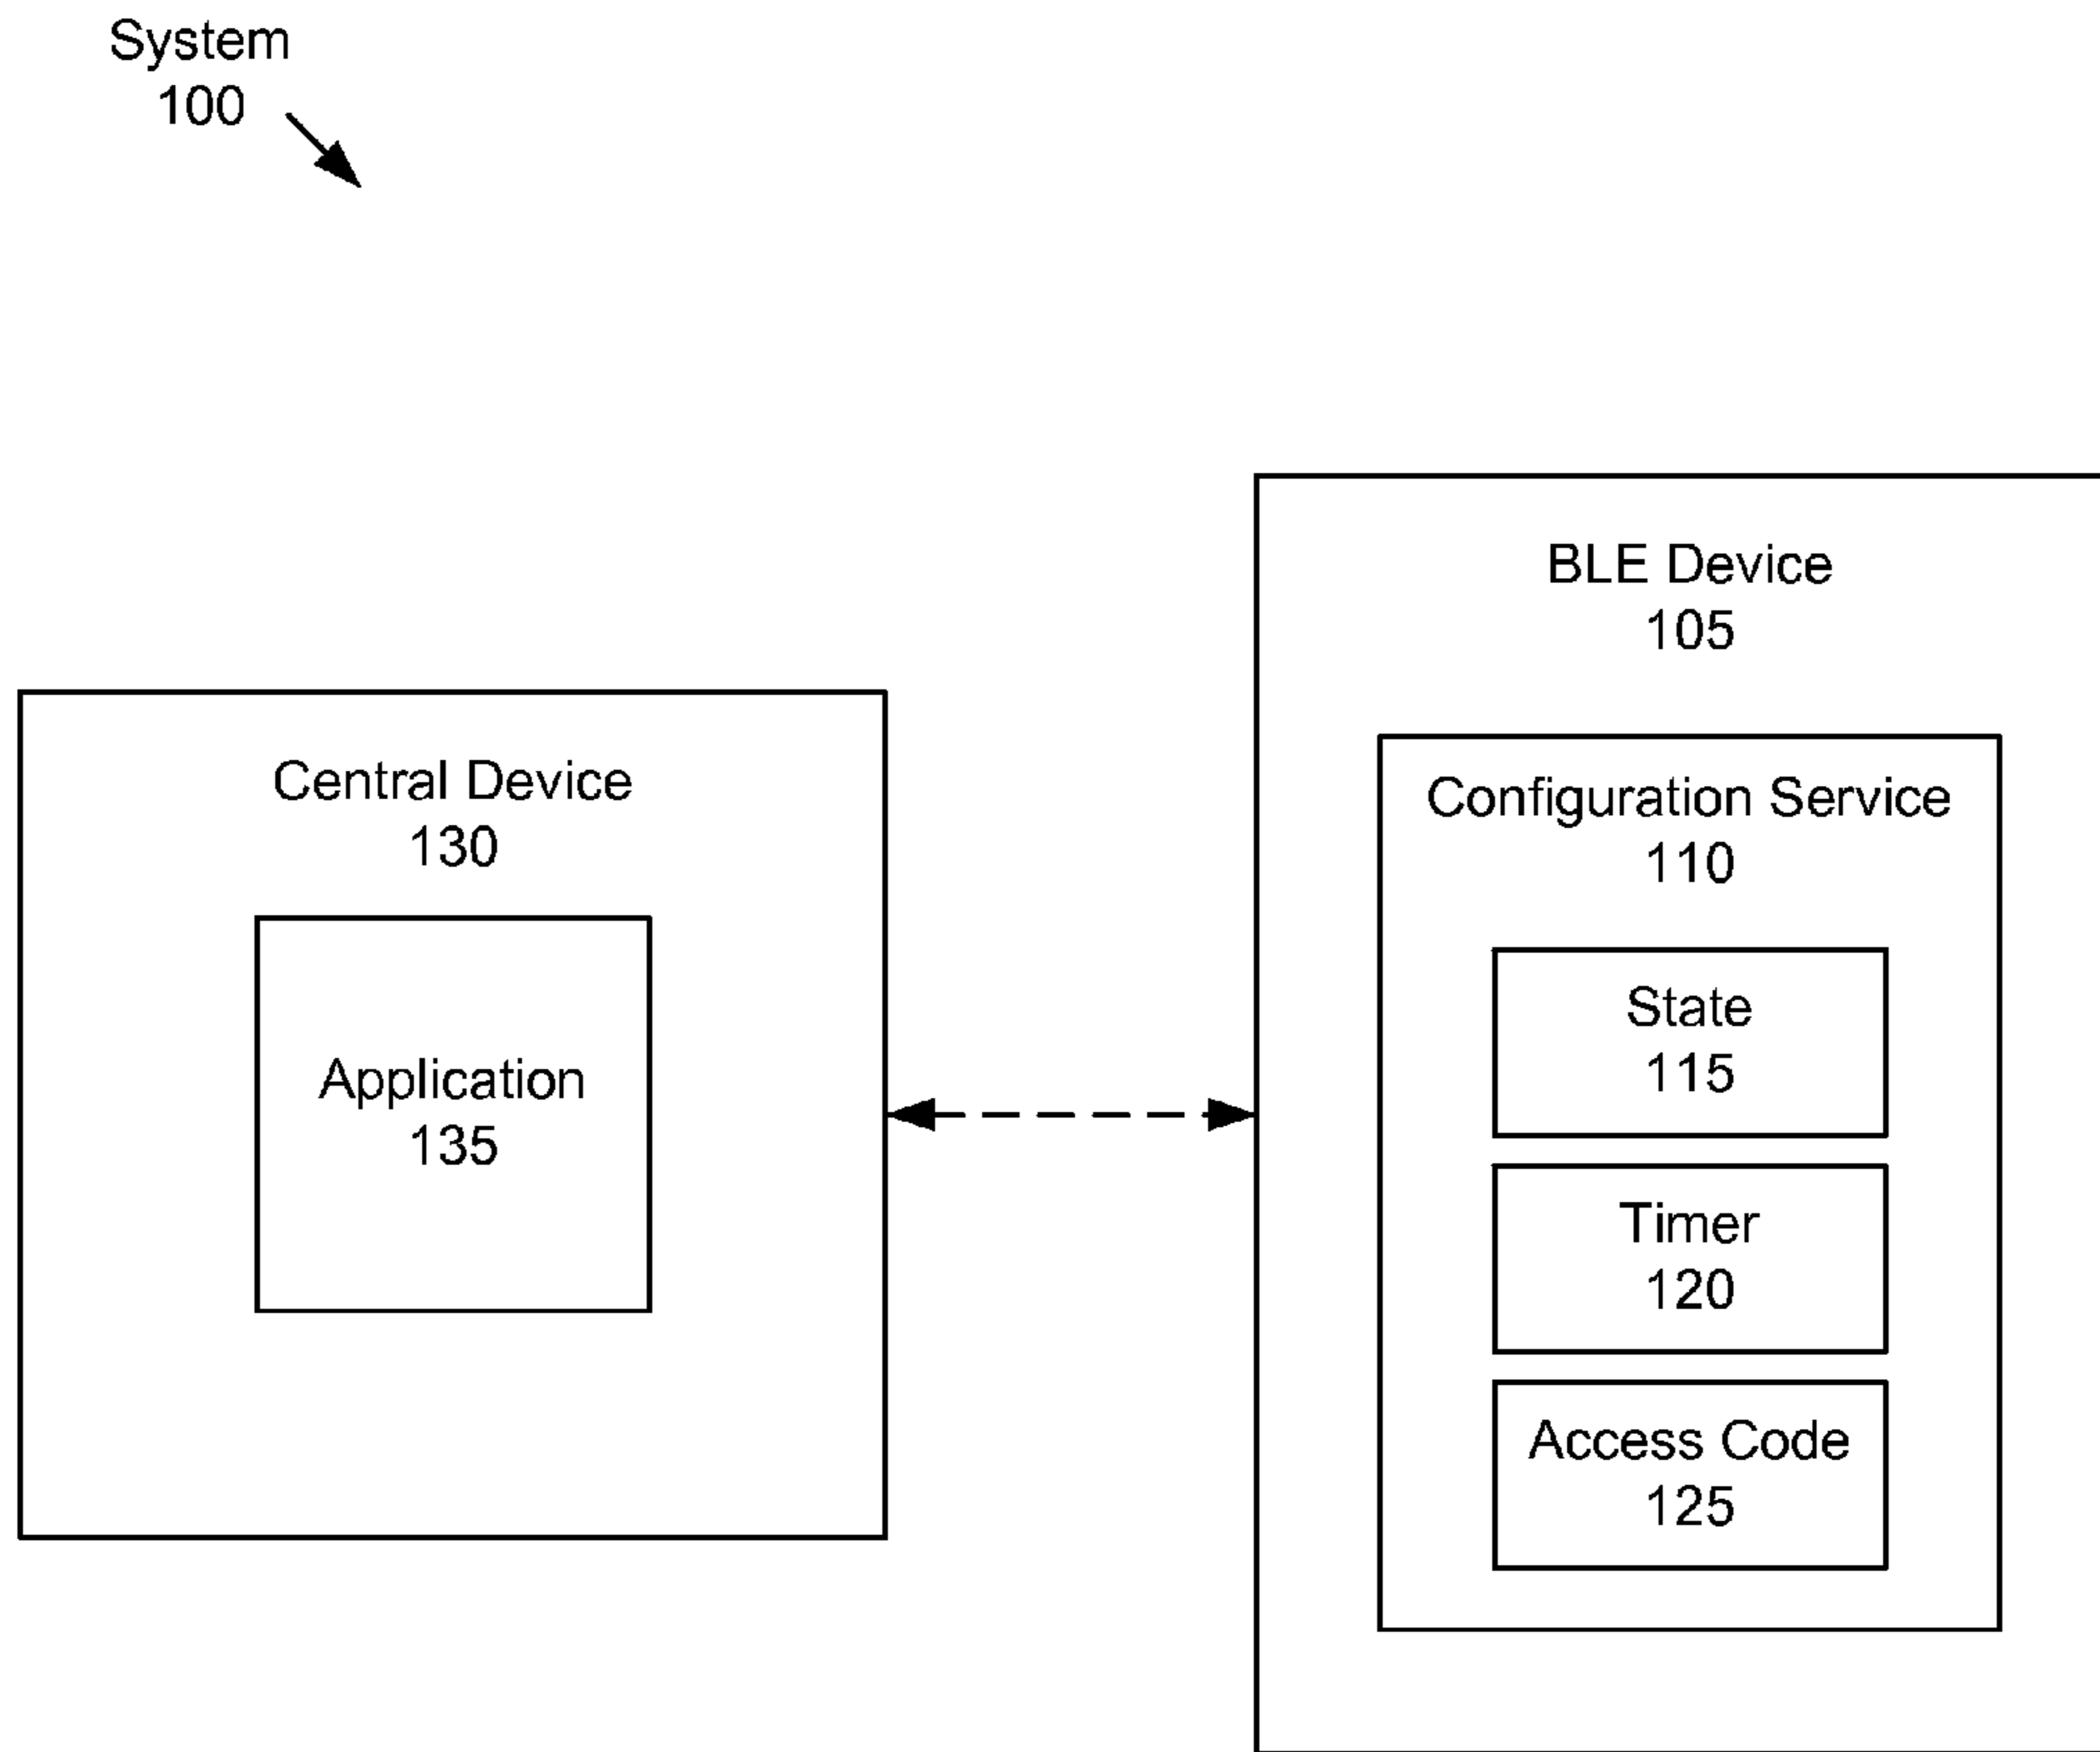 System
100
BLE Device
105
Central Device
130
Configuration Service
110
Application
135
State
115
Timer
120
Access Code
125